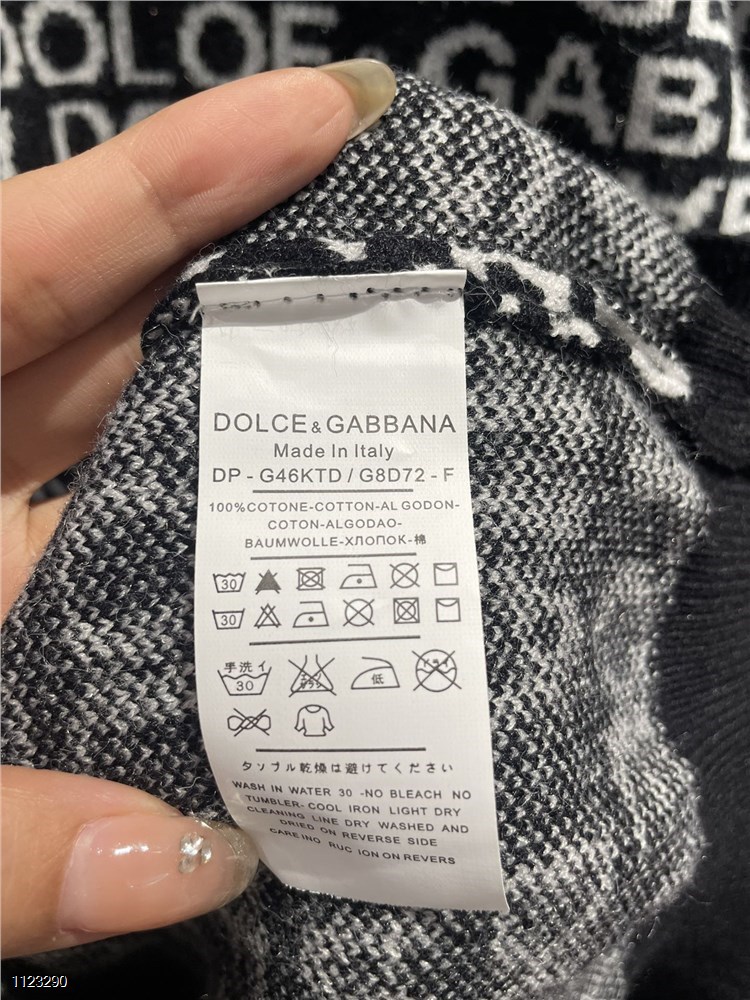 DOLCE & GABB
DOLCE & GABBANA
Made In Italy
DP - G46KTD / G8D72 - F
100%COTONE-COTTON-AL GODON-
COTON-ALGODAO-
BAUMWOLLE-ХЛОПОК-棉
30
30
手洗イ
30
低
タンブル乾燥は避けてください
WASH IN WATER 30 -NO BLEACH NO
TUMBLER- COOL IRON LIGHT DRY
CLEANING LINE DRY WASHED AND
DRIED ON REVERSE SIDE
CARE INO RUC ION ON REVERS
1123290